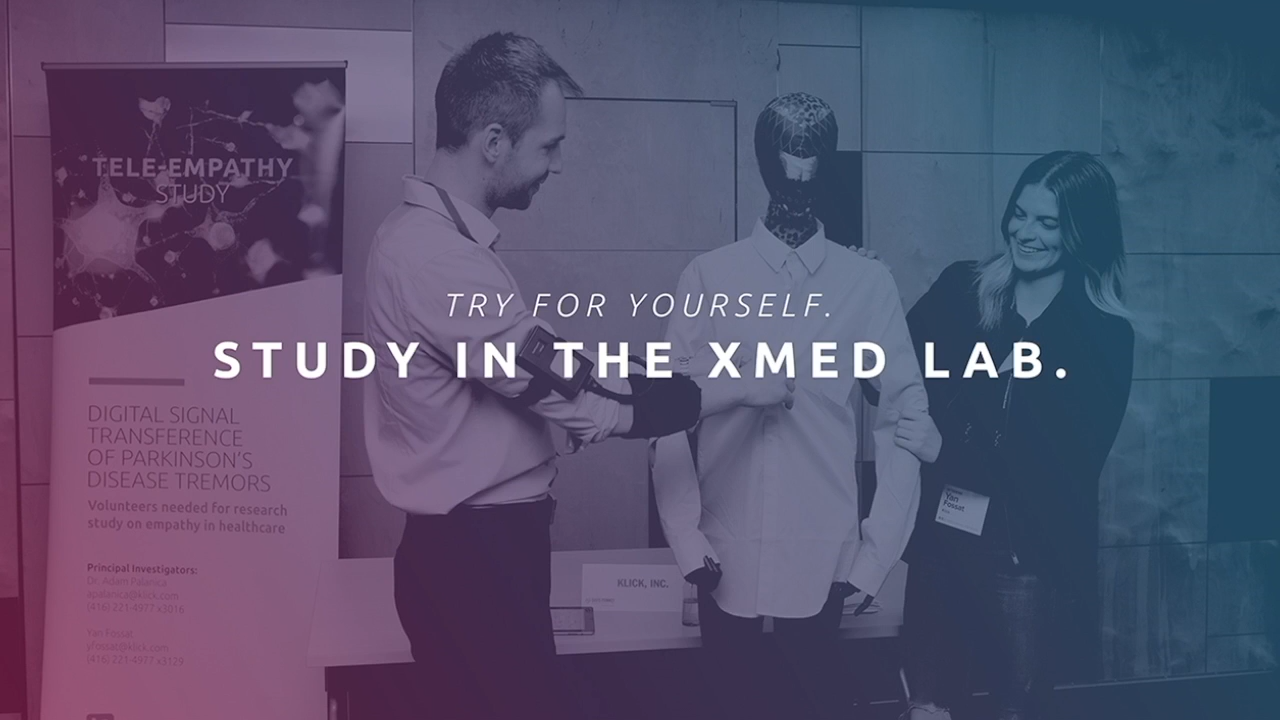 TELE-EMPATHY
STUDY
TRY FOR YOURSELF.
STUDY IN THE XMED LAB.
DIGITAL SIGNAL
TRANSFERENCE
OF PARKINSON'S
DISEASE TREMORS
Volunteers needed for research
study on empathy in healthcare
Principal Investigators:
Dr. Adam Palanica
apalanica@klick.com
(416) 221-4977 x3016
Yan Fossat
yfossat@klick.com
(416) 221-4977 x3129
KLICK, INC.
Yan
Fossat